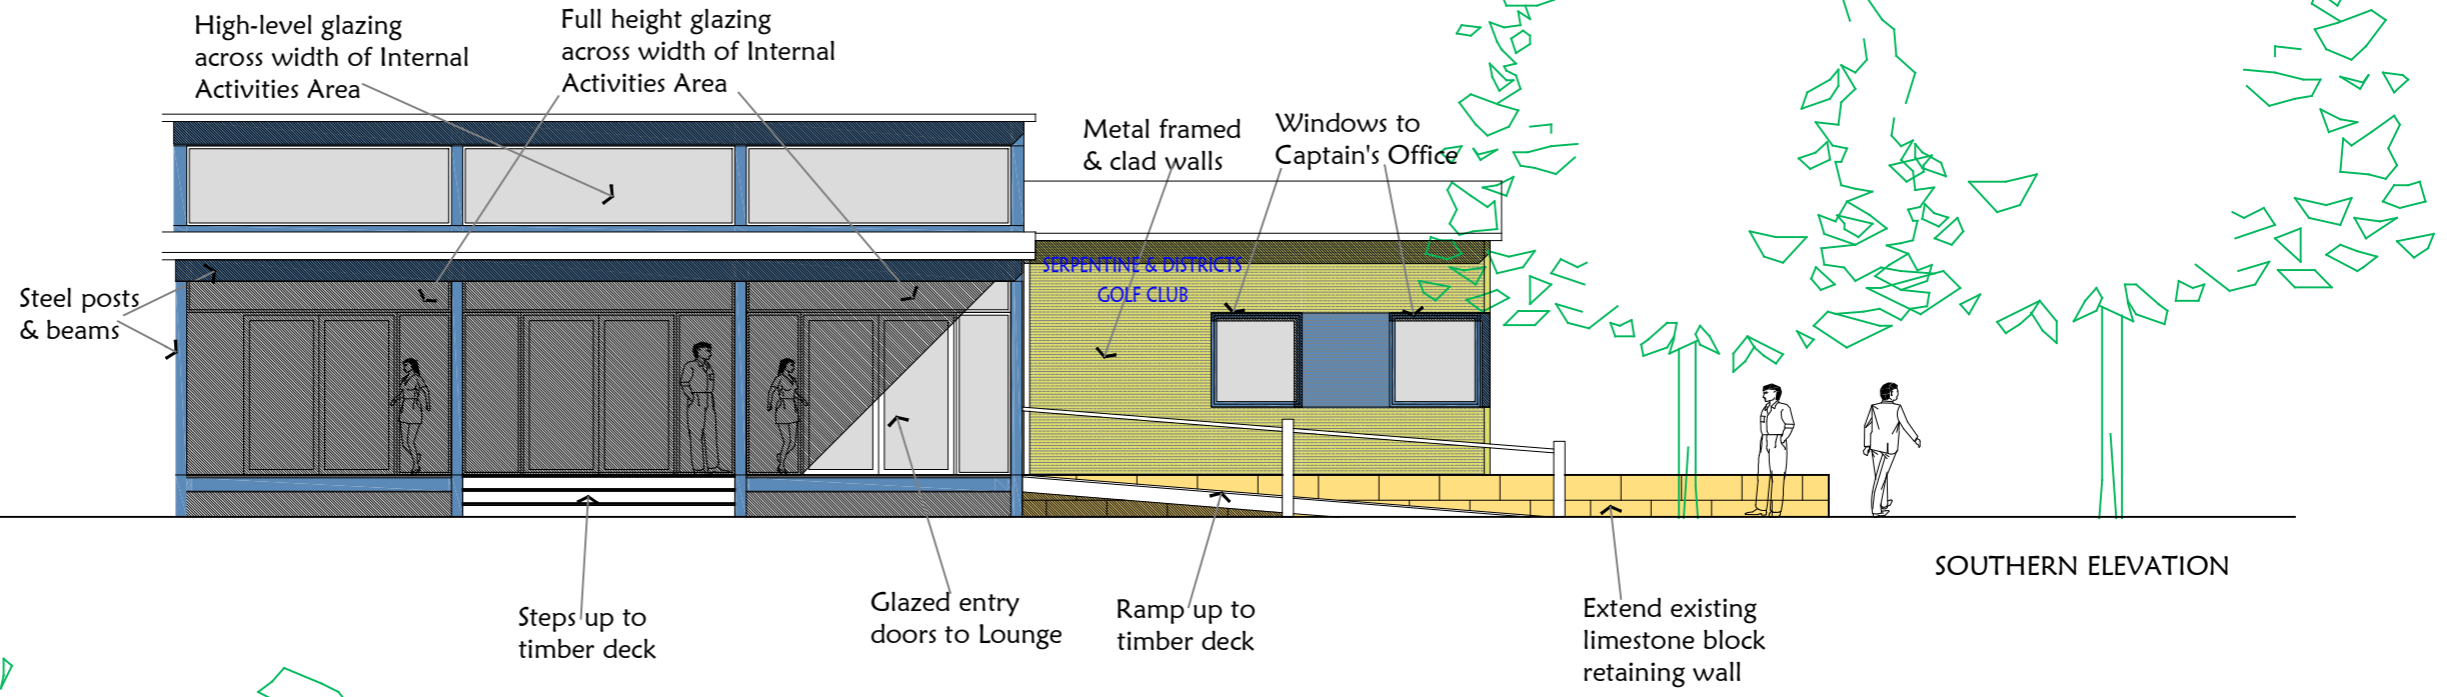 High-level glazing
across width of Internal
Activities Area
Full height glazing
across width of Internal
Activities Area
Metal framed
& clad walls
Windows to
Captain's Office
SERPENTINE & DISTRICTS
GOLF CLUB
Steel posts
& beams
SOUTHERN ELEVATION
Steps up to
timber deck
Glazed entry
doors to Lounge
Ramp up to
timber deck
Extend existing
limestone block
retaining wall